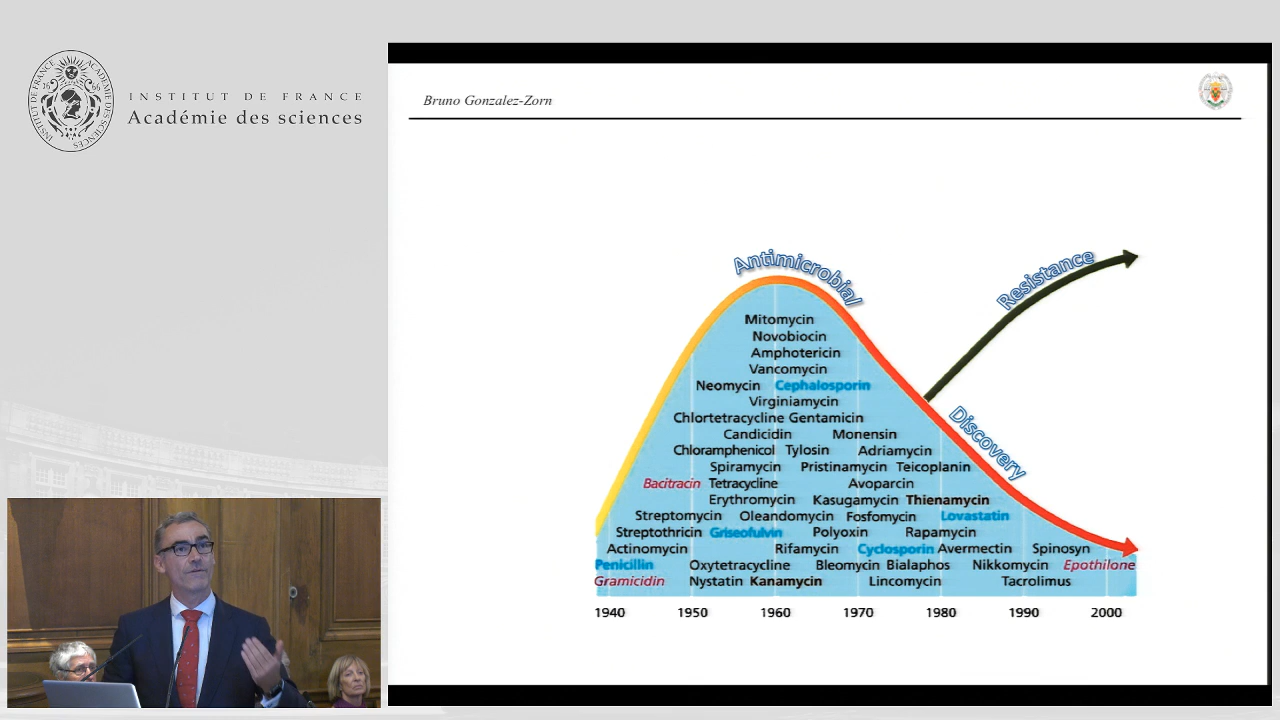 INSTITUT DE FRANCE
Académie des sciences
Bruno Gonzalez-Zorn
Antimicrobial
Resistance
Discovery
Mitomycin
Novobiocin
Amphotericin
Vancomycin
Neomycin Cephalosporin
Virginiamycin
Chlortetracycline Gentamicin
Candicidin Monensin
Chloramphenicol Tylosin Adriamycin
Spiramycin Pristinamycin Teicoplanin
Bacitracin Tetracycline Avoparcin
Erythromycin Kasugamycin Thienamycin
Streptomycin Oleandomycin Fosfomycin Lovastatin
Streptothricin Griseofulvin Polyoxin Rapamycin
Actinomycin Rifamycin Cyclosporin Avermectin Spinosyn
Penicillin Oxytetracycline Bleomycin Bialaphos Nikkomycin Epothilone
Gramicidin Nystatin Kanamycin Lincomycin Tacrolimus
1940 1950 1960 1970 1980 1990 2000